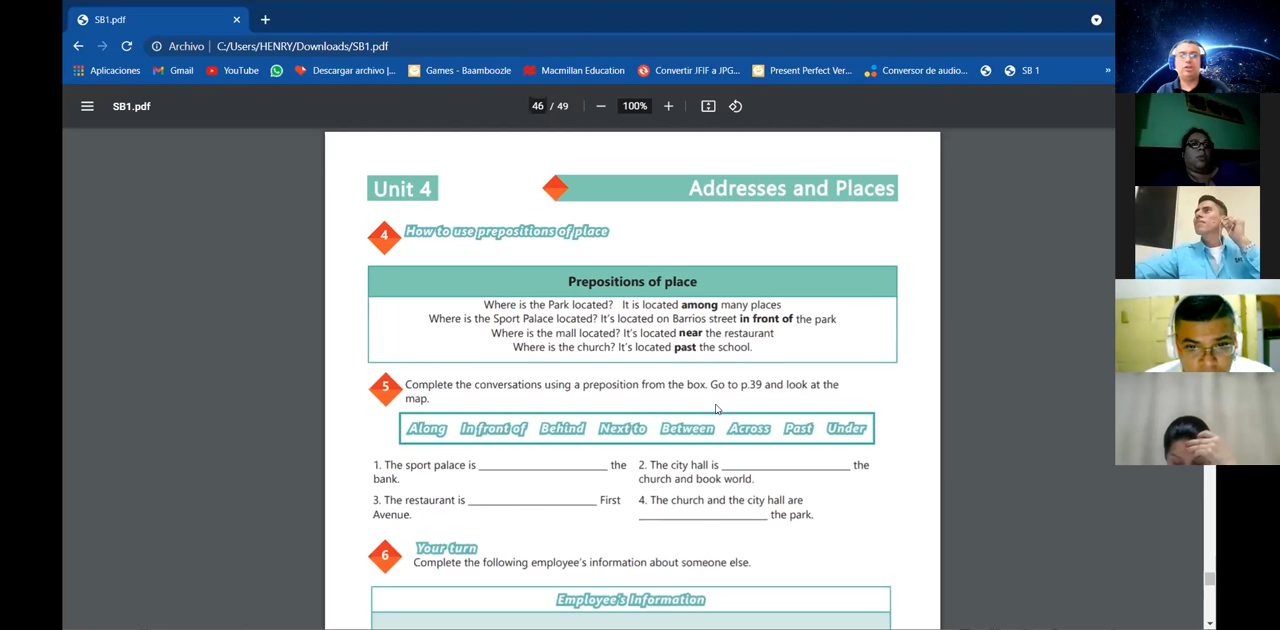 SB1.pdf
Archivo C:/Users/HENRY/Downloads/SB1.pdf
Aplicaciones Gmail YouTube Descargar archivo |... Games - Baamboozle Macmillan Education Convertir JFIF a JPG... Present Perfect Ver... Conversor de audio... SB 1 »
SB1.pdf 46 / 49 100%
Unit 4 Addresses and Places
4 How to use prepositions of place
Prepositions of place
Where is the Park located? It is located among many places
Where is the Sport Palace located? It's located on Barrios street in front of the park
Where is the mall located? It's located near the restaurant
Where is the church? It's located past the school.
5 Complete the conversations using a preposition from the box. Go to p.39 and look at the
map.
Along In front of Behind Next to Between Across Past Under
1. The sport palace is ____________________ the
bank.
2. The city hall is ____________________ the
church and book world.
3. The restaurant is ____________________ First
Avenue.
4. The church and the city hall are
____________________ the park.
6 Your turn
Complete the following employee's information about someone else.
Employee's Information